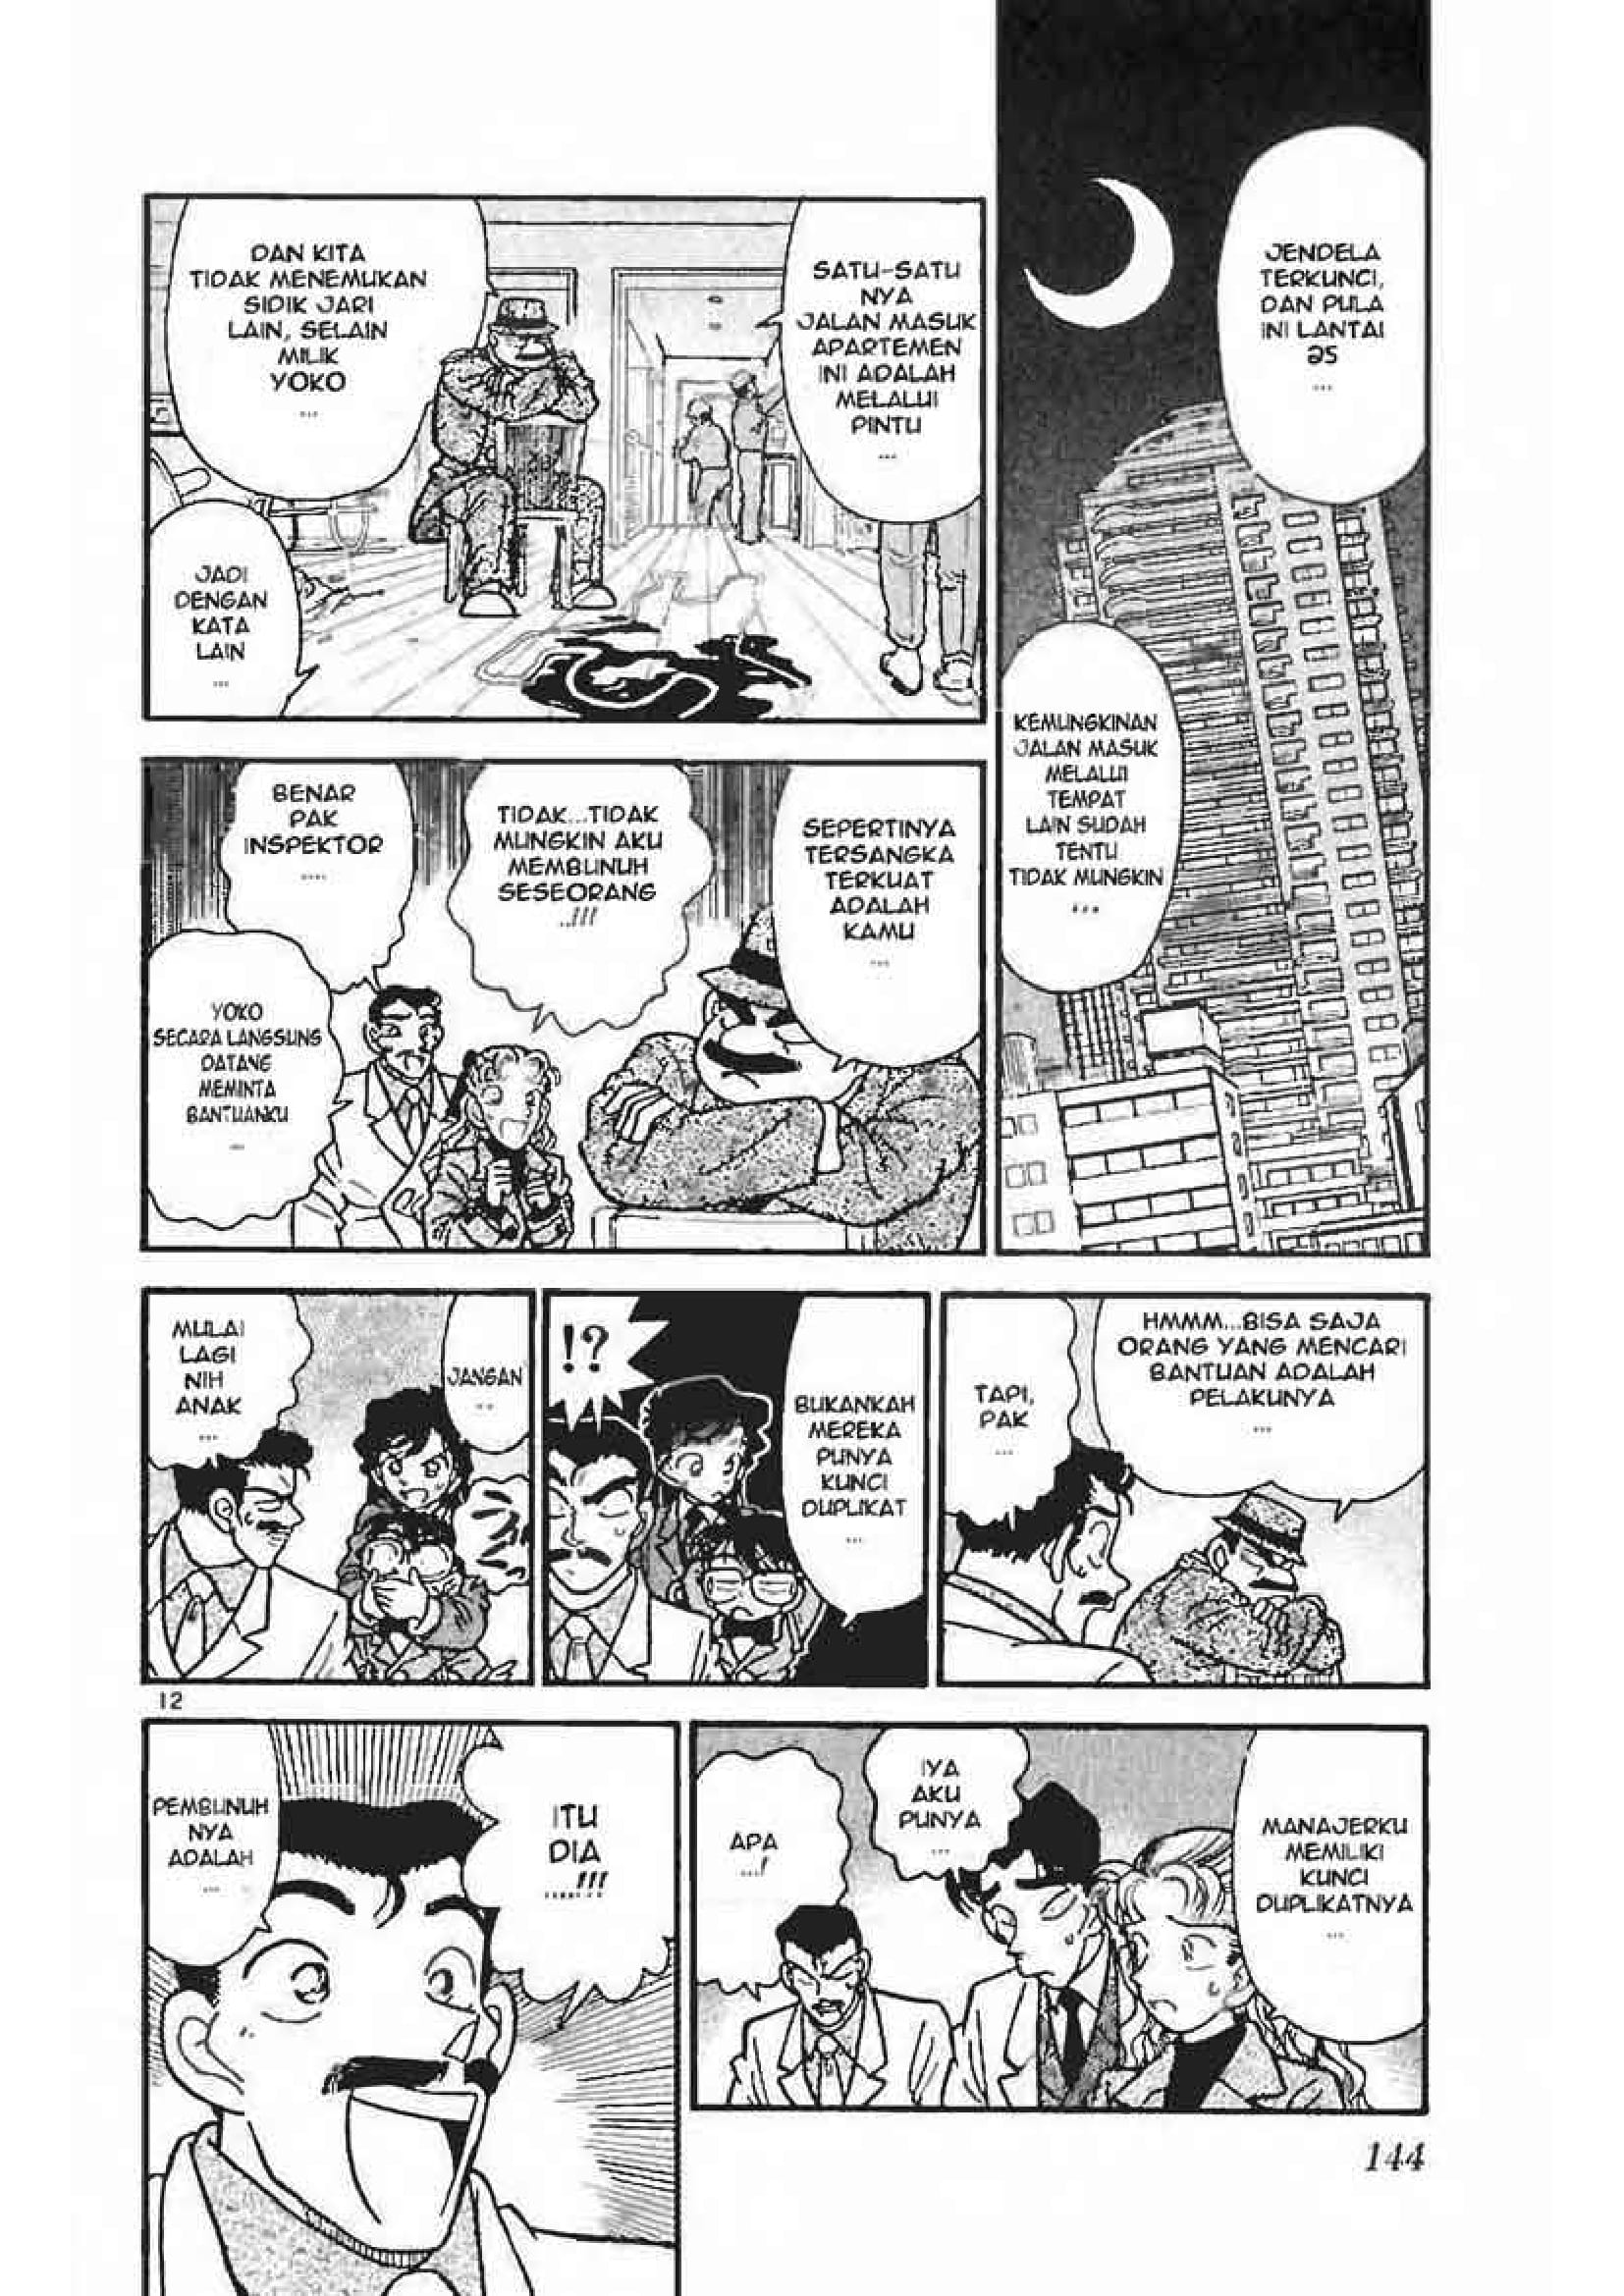 JENDELA
TERKUNCI,
DAN PULA
INI LANTAI
25
...
KEMUNGKINAN
JALAN MASUK
MELALUI
TEMPAT
LAIN SUDAH
TENTU
TIDAK MUNGKIN
...
SATU-SATU
NYA
JALAN MASUK
APARTEMEN
INI ADALAH
MELALUI
PINTU
...
DAN KITA
TIDAK MENEMUKAN
SIDIK JARI
LAIN, SELAIN
MILIK
YOKO
...
JADI
DENGAN
KATA
LAIN
...
SEPERTINYA
TERSANGKA
TERKUAT
ADALAH
KAMU
...
TIDAK...TIDAK
MUNGKIN AKU
MEMBUNUH
SESEORANG
..!!!
BENAR
PAK
INSPEKTOR
....
YOKO
SECARA LANGSUNG
DATANG
MEMINTA
BANTUANKU
...
HMMM...BISA SAJA
ORANG YANG MENCARI
BANTUAN ADALAH
PELAKUNYA
...
TAPI,
PAK
...
BUKANKAH
MEREKA
PUNYA
KUNCI
DUPLIKAT
...
!?
JANGAN
..
MULAI
LAGI
NIH
ANAK
...
12
MANAJERKU
MEMILIKI
KUNCI
DUPLIKATNYA
...
IYA
AKU
PUNYA
...
APA
...!
ITU
DIA
...!!!
PEMBUNUH
NYA
ADALAH
...
144